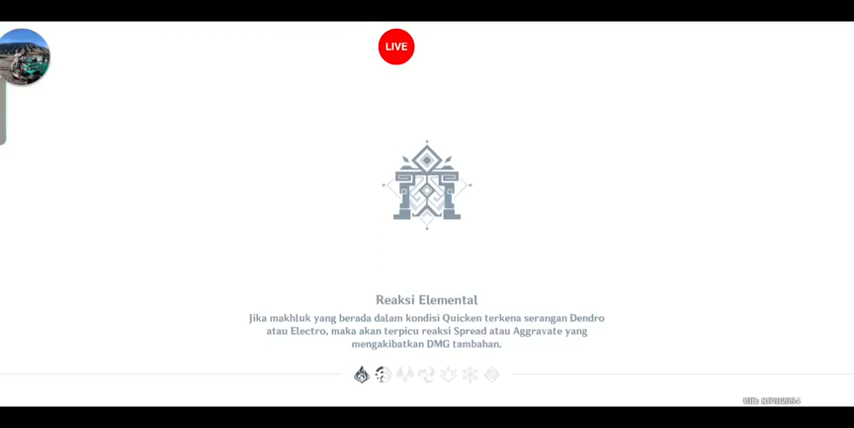 LIVE
Reaksi Elemental
Jika makhluk yang berada dalam kondisi Quicken terkena serangan Dendro
atau Electro, maka akan terpicu reaksi Spread atau Aggravate yang
mengakibatkan DMG tambahan.